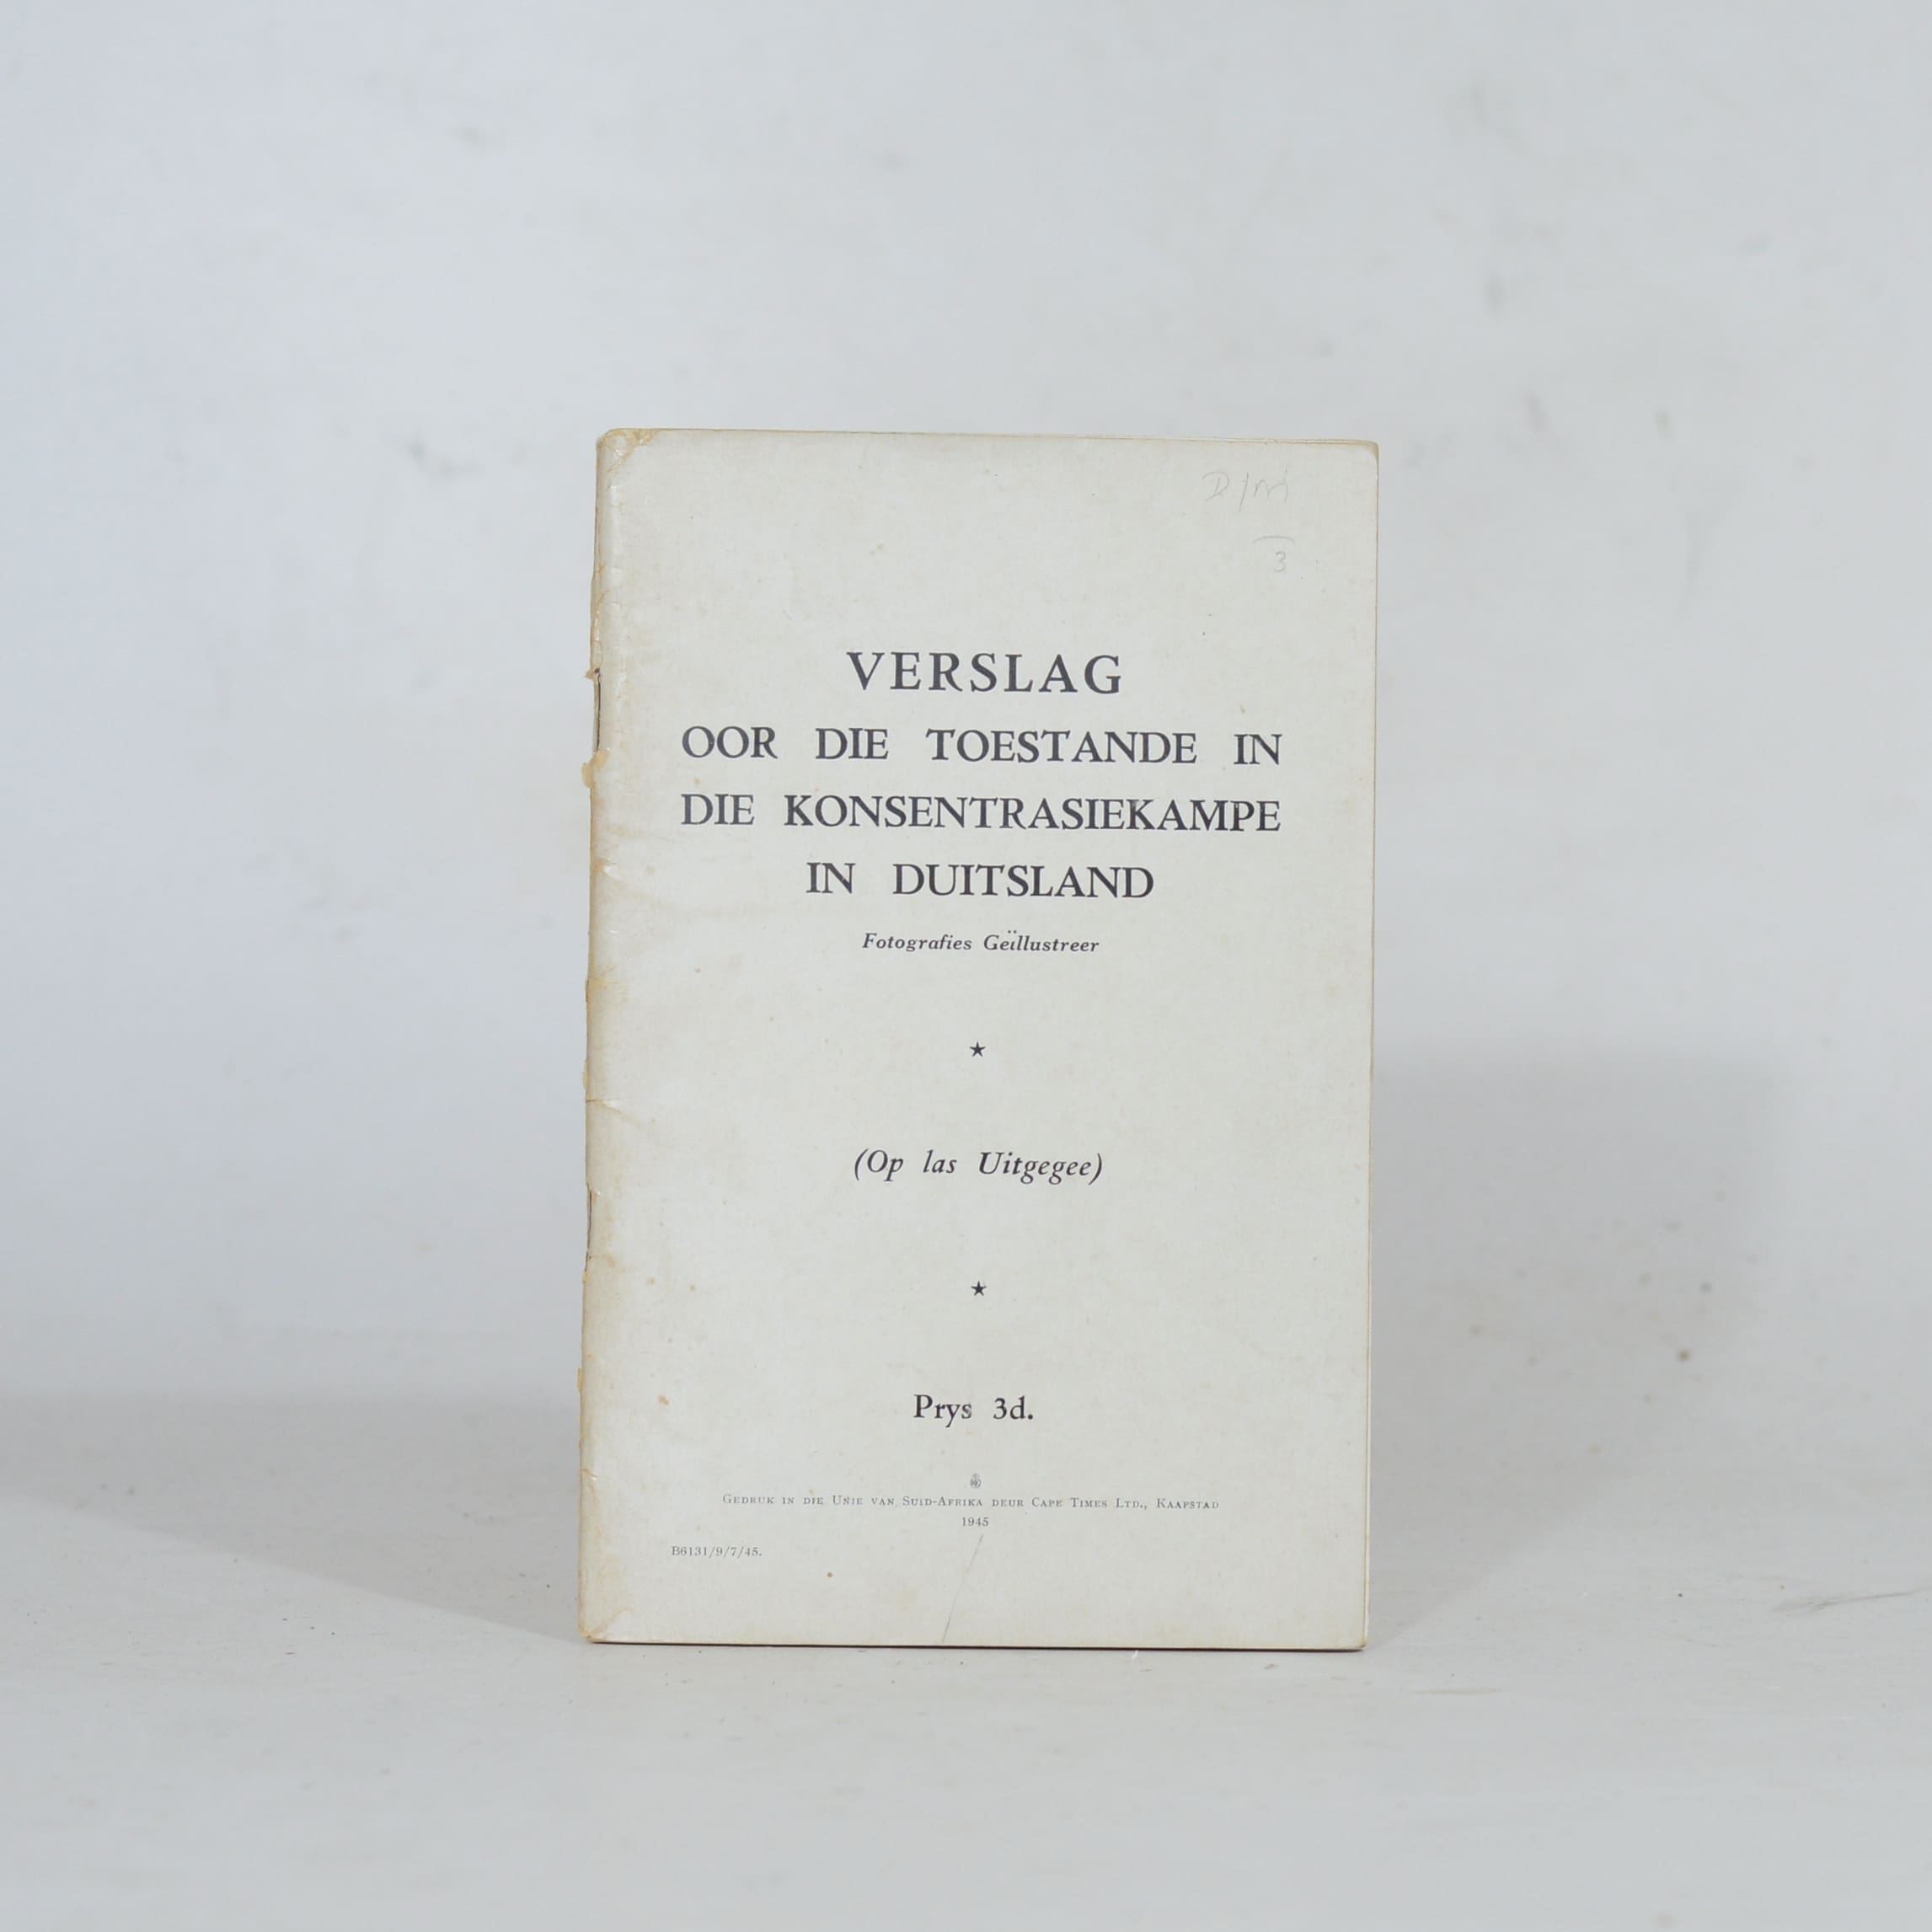 3
VERSLAG
OOR DIE TOESTANDE IN
DIE KONSENTRASIEKAMPE
IN DUITSLAND
Fotografies Geïllustreer
(Op las Uitgegee)
Prys 3d.
GEDRUK IN DIE UNIE VAN SUID-AFRIKA DEUR CAPE TIMES LTD., KAAPSTAD
1945
B6131/9/7/45.